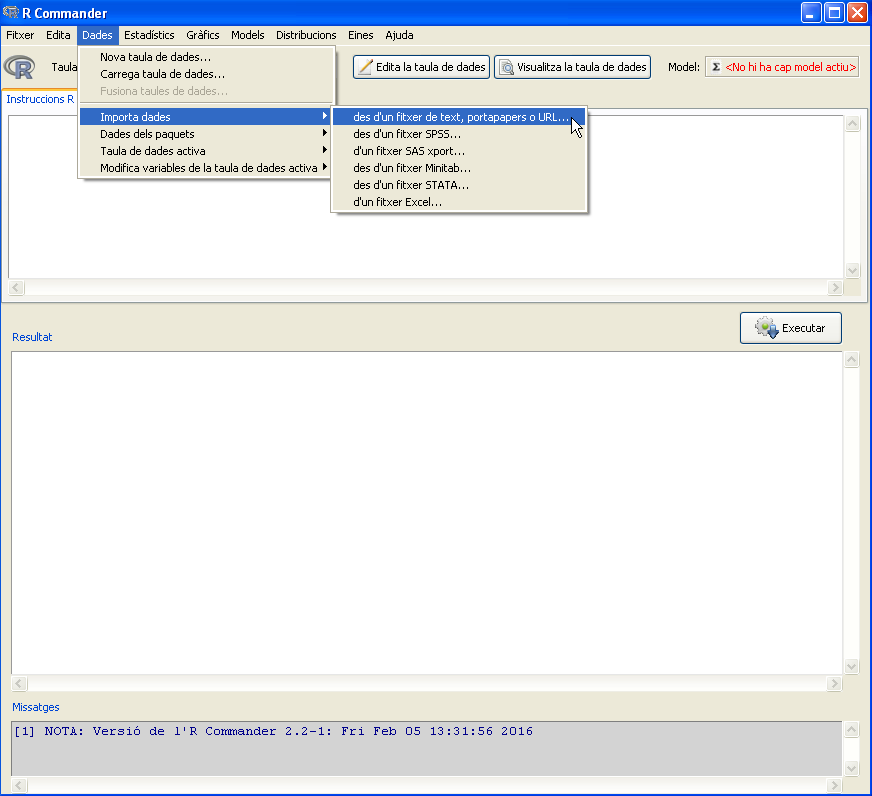 R Commander
Fitxer Edita Dades Estadístics Gràfics Models Distribucions Eines Ajuda
Taula
Edita la taula de dades
Visualitza la taula de dades
Model:
Σ <No hi ha cap model actiu>
Nova taula de dades...
Carrega taula de dades...
Fusiona taules de dades...
Importa dades
Dades dels paquets
Taula de dades activa
Modifica variables de la taula de dades activa
des d'un fitxer de text, portapapers o URL...
des d'un fitxer SPSS...
d'un fitxer SAS xport...
des d'un fitxer Minitab...
des d'un fitxer STATA...
d'un fitxer Excel...
Instruccions R
Executar
Resultat
Missatges
[1] NOTA: Versió de l'R Commander 2.2-1: Fri Feb 05 13:31:56 2016